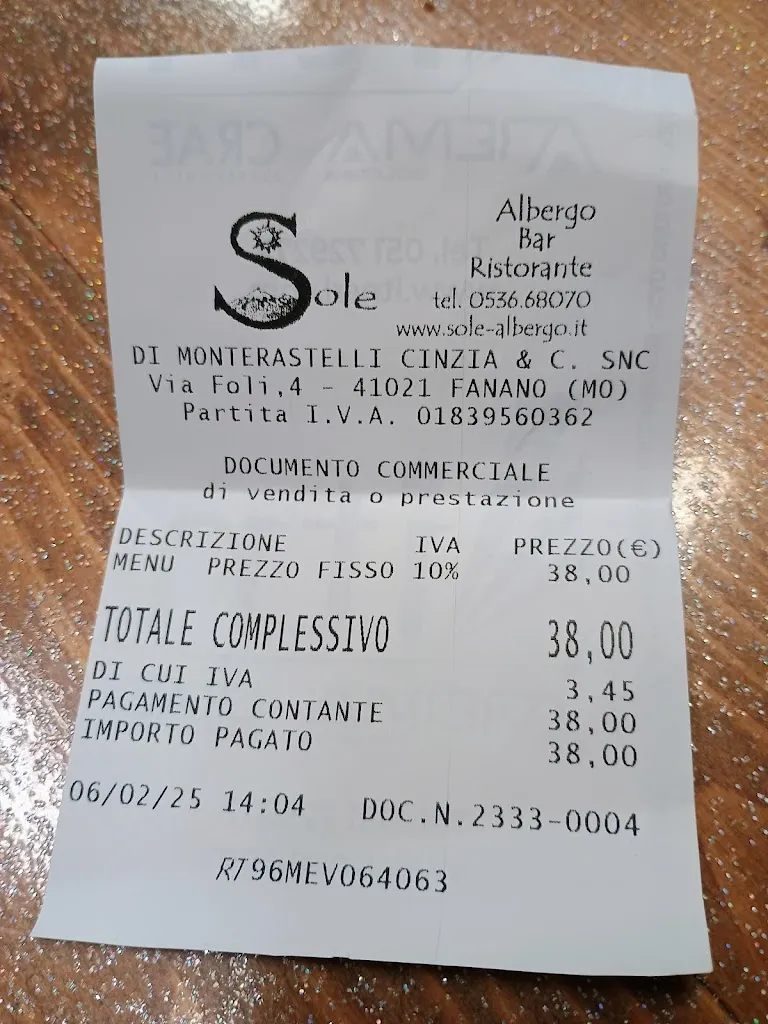 Sole
Albergo
Bar
Ristorante
tel. 0536.68070
www.sole-albergo.it
DI MONTERASTELLI CINZIA & C. SNC
Via Foli,4 - 41021 FANANO (MO)
Partita I.V.A. 01839560362
DOCUMENTO COMMERCIALE
di vendita o prestazione
DESCRIZIONE IVA PREZZO(€)
MENU PREZZO FISSO 10% 38,00
TOTALE COMPLESSIVO 38,00
DI CUI IVA 3,45
PAGAMENTO CONTANTE 38,00
IMPORTO PAGATO 38,00
06/02/25 14:04 DOC.N.2333-0004
RT96MEV064063